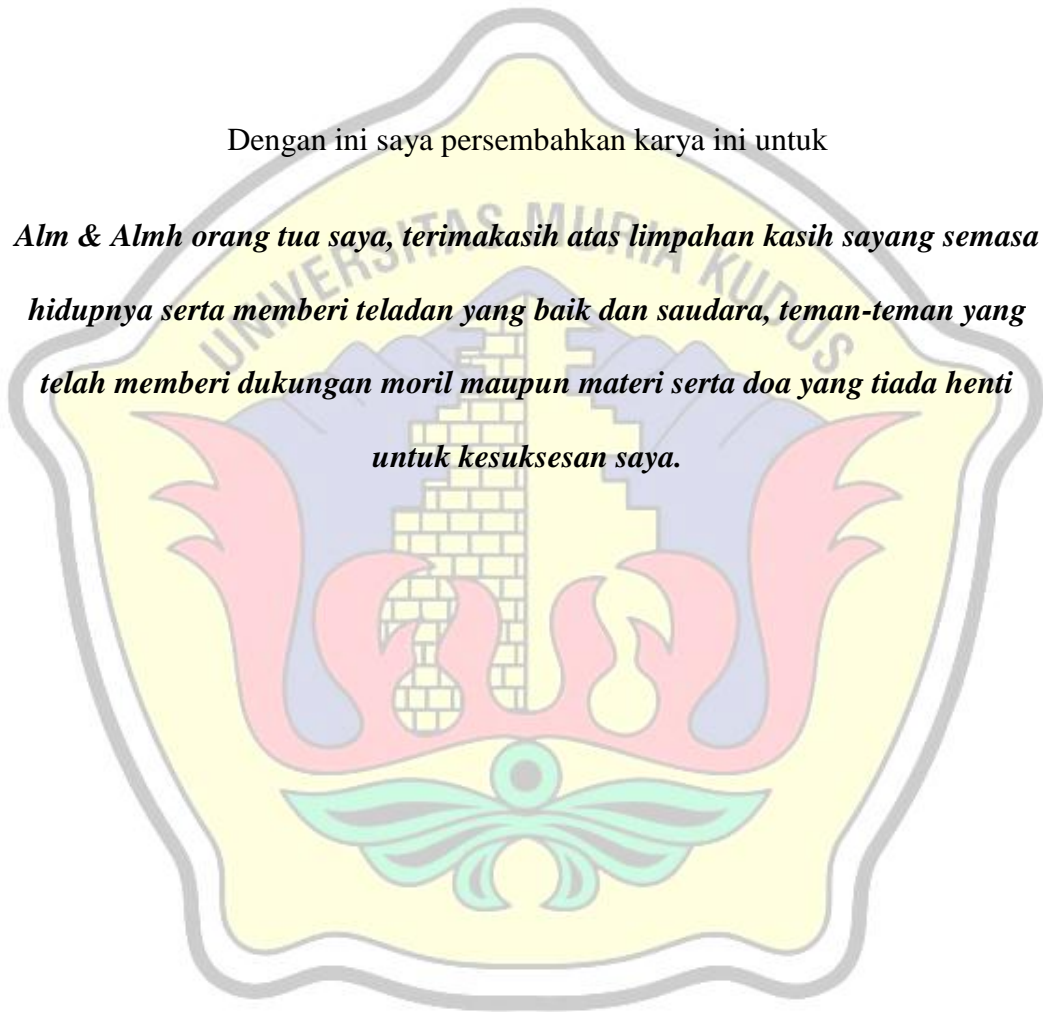 Dengan ini saya persembahkan karya ini untuk
UNIVERSITAS MURIA KUDUS
Alm & Almh orang tua saya, terimakasih atas limpahan kasih sayang semasa
hidupnya serta memberi teladan yang baik dan saudara, teman-teman yang
telah memberi dukungan moril maupun materi serta doa yang tiada henti
untuk kesuksesan saya.